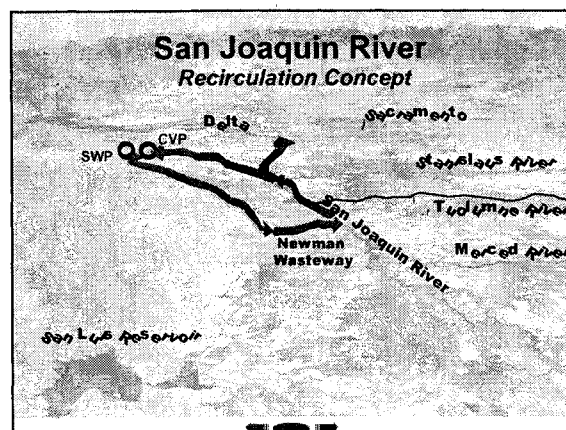 San Joaquin River
Recirculation Concept
Delta
Sacramento
CVP
SWP
Stanislaus River
San Joaquin River
Tuolumne River
Newman
Wasteway
Merced River
San Luis Reservoir